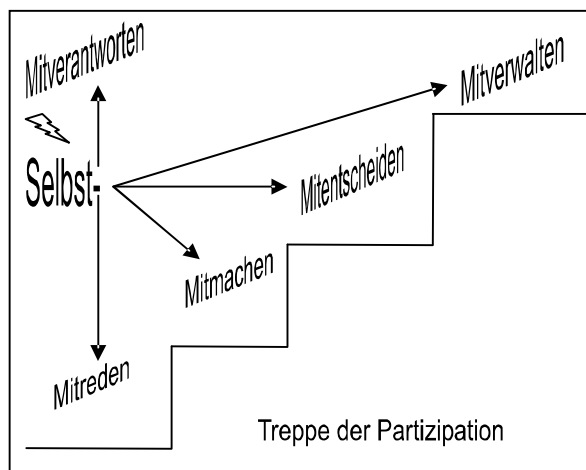 Mitverantworten
Mitverwalten
Selbst-
Mitentscheiden
Mitmachen
Mitreden
Treppe der Partizipation